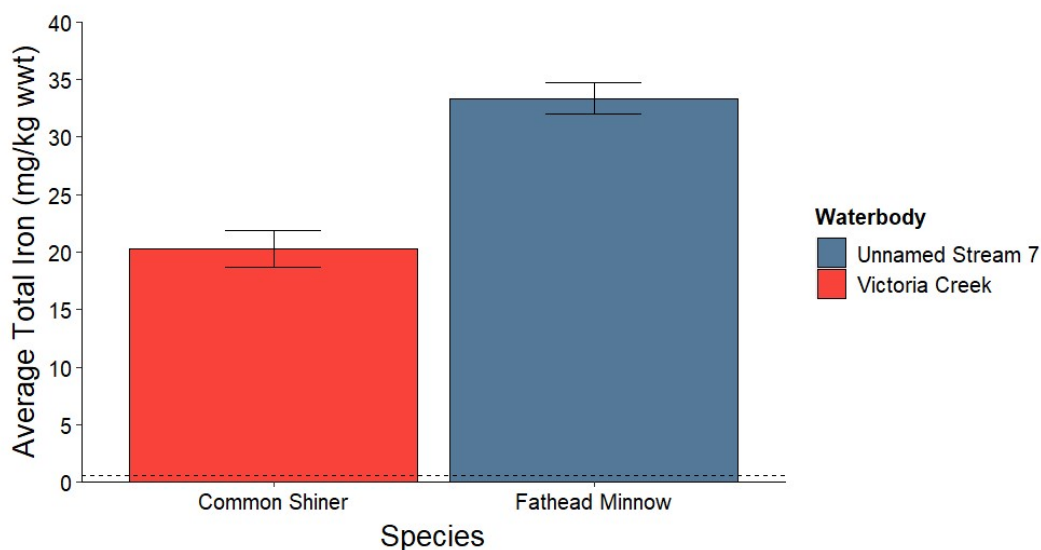 Average Total Iron (mg/kg wwt)
40
35
30
25
20
15
10
5
0
Common Shiner
Fathead Minnow
Species
Waterbody
Unnamed Stream 7
Victoria Creek